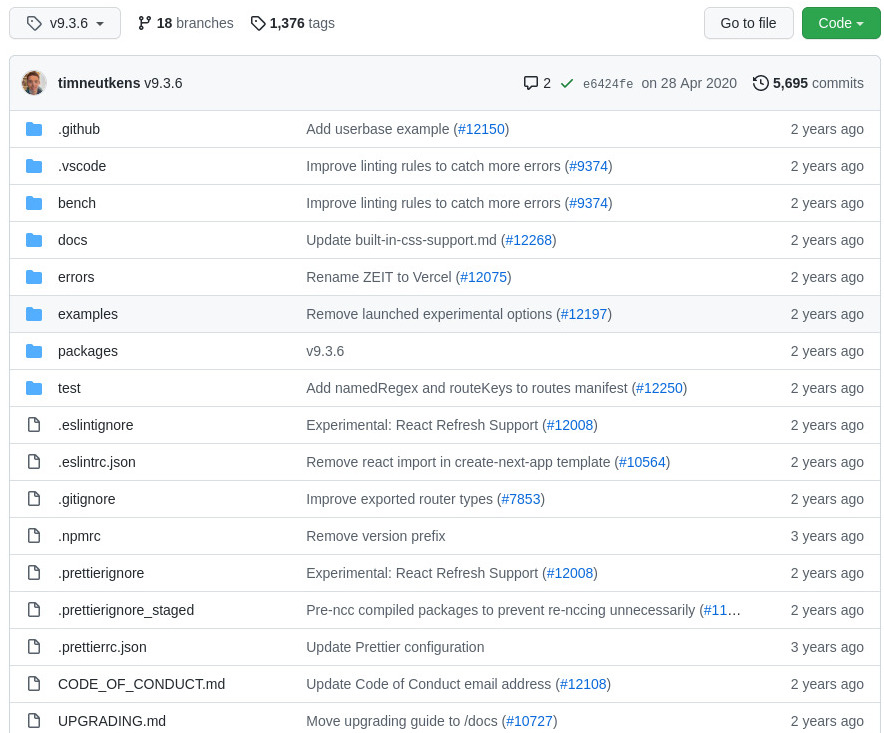 v9.3.6 18 branches 1,376 tags Go to file Code
timneutkens v9.3.6 2 e6424fe on 28 Apr 2020 5,695 commits
.github Add userbase example (#12150) 2 years ago
.vscode Improve linting rules to catch more errors (#9374) 2 years ago
bench Improve linting rules to catch more errors (#9374) 2 years ago
docs Update built-in-css-support.md (#12268) 2 years ago
errors Rename ZEIT to Vercel (#12075) 2 years ago
examples Remove launched experimental options (#12197) 2 years ago
packages v9.3.6 2 years ago
test Add namedRegex and routeKeys to routes manifest (#12250) 2 years ago
.eslintignore Experimental: React Refresh Support (#12008) 2 years ago
.eslintrc.json Remove react import in create-next-app template (#10564) 2 years ago
.gitignore Improve exported router types (#7853) 2 years ago
.npmrc Remove version prefix 3 years ago
.prettierignore Experimental: React Refresh Support (#12008) 2 years ago
.prettierignore_staged Pre-ncc compiled packages to prevent re-nccing unnecessarily (#11… 2 years ago
.prettierrc.json Update Prettier configuration 3 years ago
CODE_OF_CONDUCT.md Update Code of Conduct email address (#12108) 2 years ago
UPGRADING.md Move upgrading guide to /docs (#10727) 2 years ago